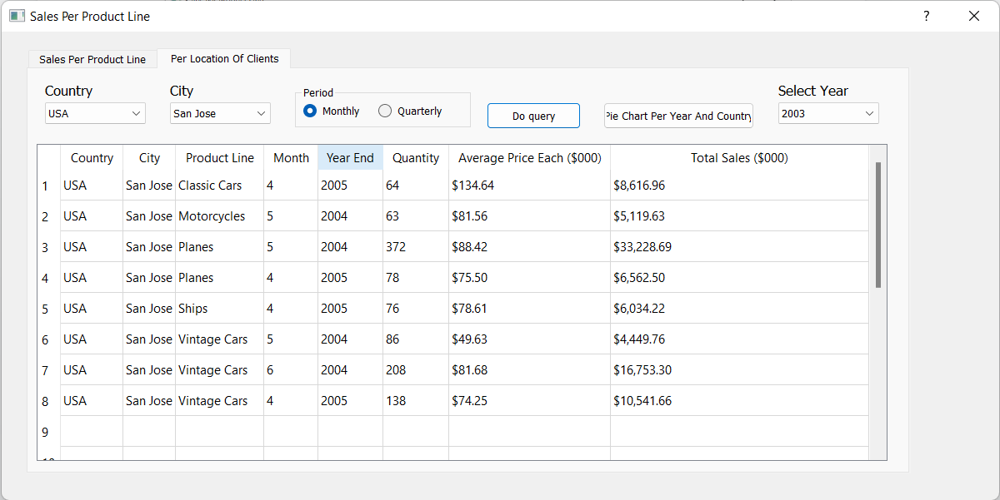 Sales Per Product Line ?
Sales Per Product Line Per Location Of Clients
Country City Period Select Year
USA San Jose Monthly Quarterly Do query Pie Chart Per Year And Country 2003
Country City Product Line Month Year End Quantity Average Price Each ($000) Total Sales ($000)
1 USA San Jose Classic Cars 4 2005 64 $134.64 $8,616.96
2 USA San Jose Motorcycles 5 2004 63 $81.56 $5,119.63
3 USA San Jose Planes 5 2004 372 $88.42 $33,228.69
4 USA San Jose Planes 4 2005 78 $75.50 $6,562.50
5 USA San Jose Ships 4 2005 76 $78.61 $6,034.22
6 USA San Jose Vintage Cars 5 2004 86 $49.63 $4,449.76
7 USA San Jose Vintage Cars 6 2004 208 $81.68 $16,753.30
8 USA San Jose Vintage Cars 4 2005 138 $74.25 $10,541.66
9